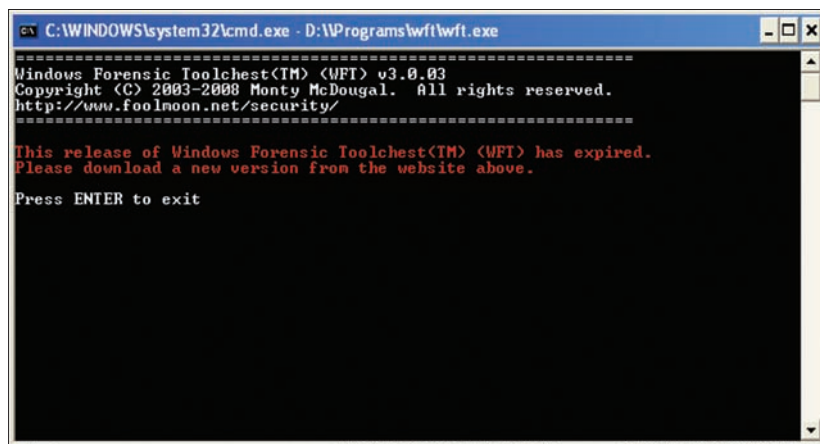 C:\WINDOWS\system32\cmd.exe - D:\\Programs\wft\wft.exe
===============================================================
Windows Forensic Toolchest(TM) (WFT) v3.0.03
Copyright (C) 2003-2008 Monty McDougal.  All rights reserved.
http://www.foolmoon.net/security/
===============================================================
This release of Windows Forensic Toolchest(TM) (WFT) has expired.
Please download a new version from the website above.
Press ENTER to exit